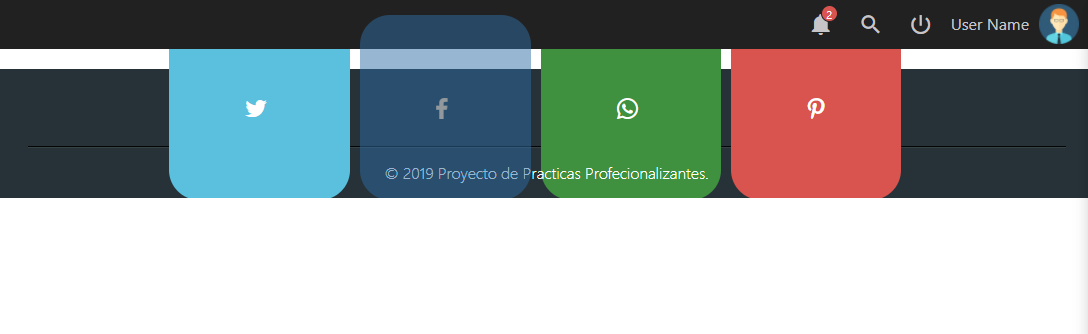 2
User Name
© 2019 Proyecto de Practicas Profecionalizantes.